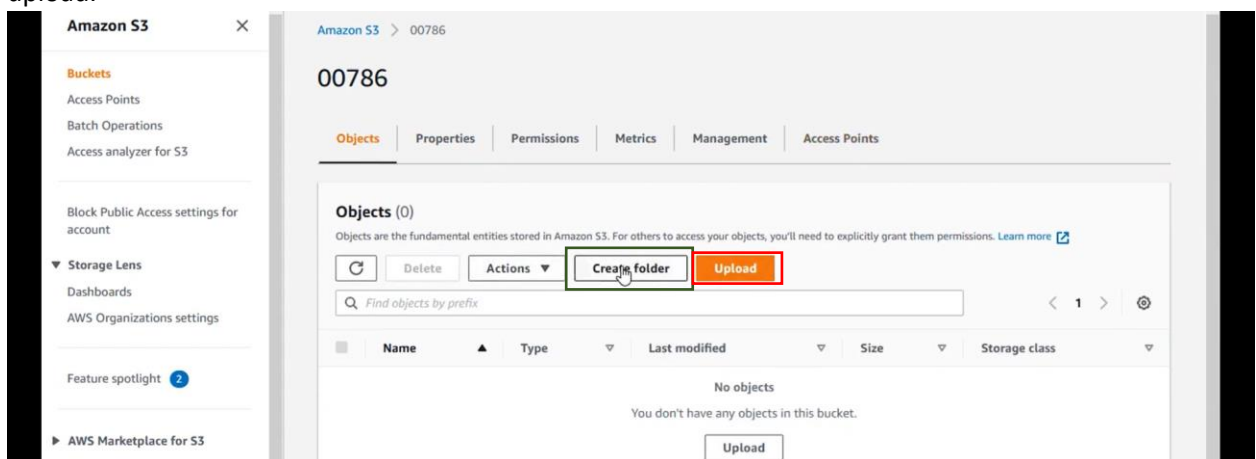 upload.
Amazon S3
Amazon S3 > 00786
Buckets
Access Points
Batch Operations
Access analyzer for S3
Block Public Access settings for
account
Storage Lens
Dashboards
AWS Organizations settings
Feature spotlight 2
AWS Marketplace for S3
00786
Objects Properties Permissions Metrics Management Access Points
Objects (0)
Objects are the fundamental entities stored in Amazon S3. For others to access your objects, you'll need to explicitly grant them permissions. Learn more
Delete Actions Create folder Upload
Find objects by prefix
< 1 >
Name Type Last modified Size Storage class
No objects
You don't have any objects in this bucket.
Upload